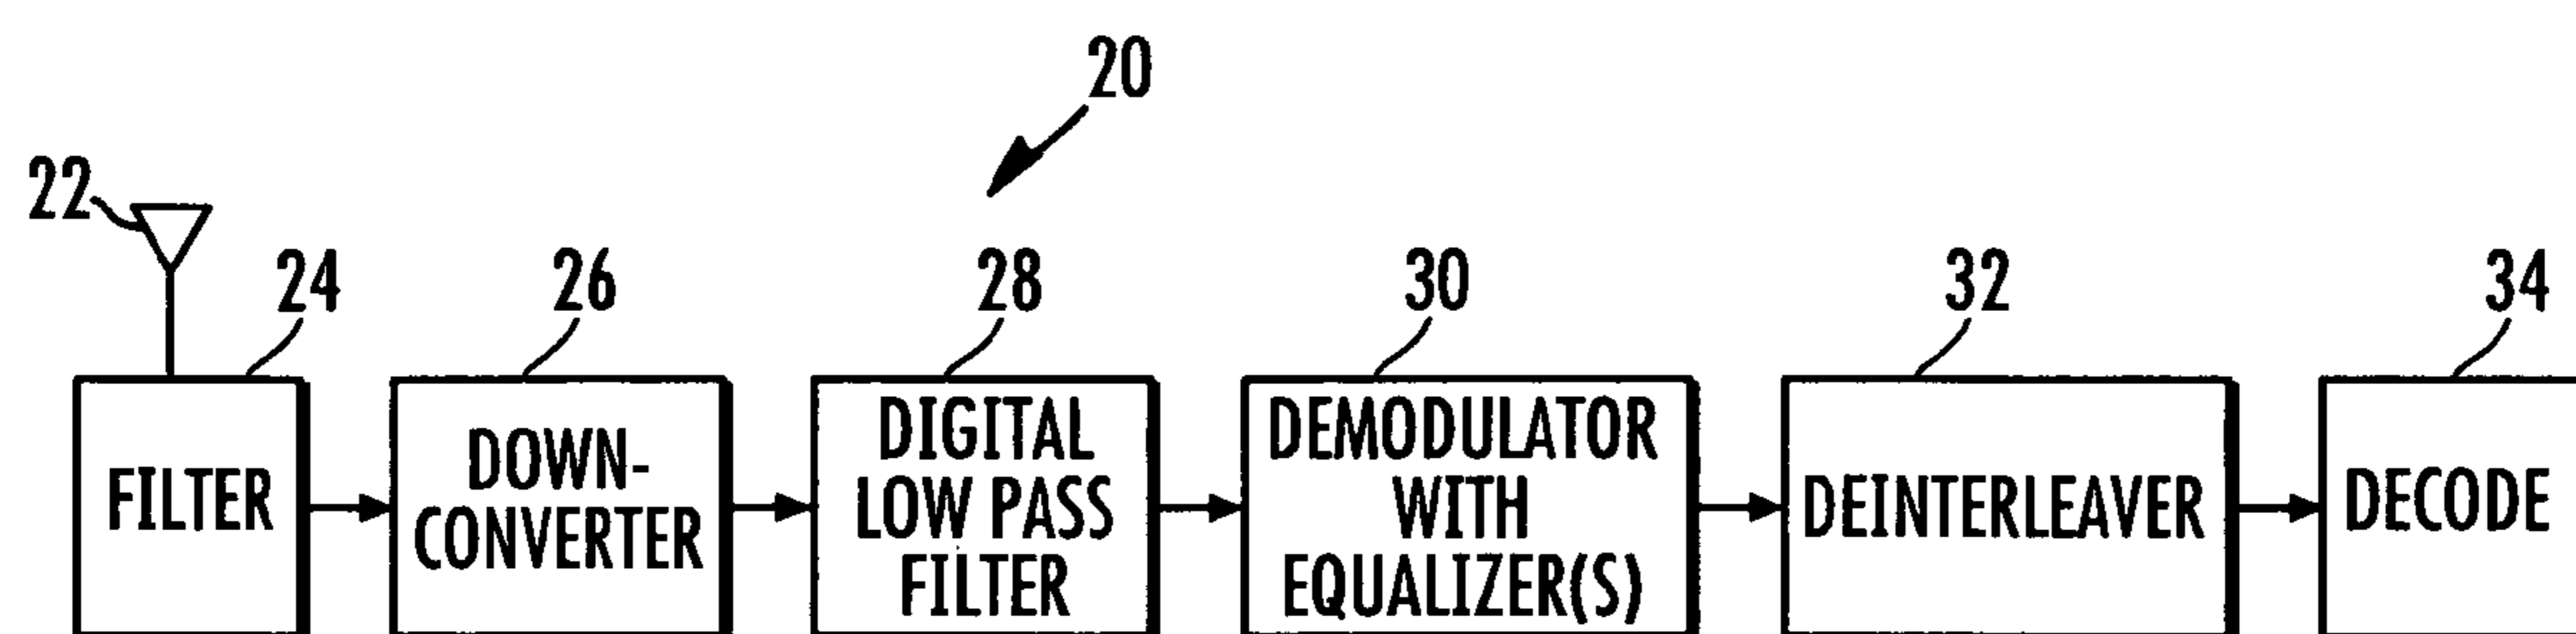 20
22
24
26
28
30
32
34
FILTER
DOWN-
CONVERTER
DIGITAL
LOW PASS
FILTER
DEMODULATOR
WITH
EQUALIZER(S)
DEINTERLEAVER
DECODE